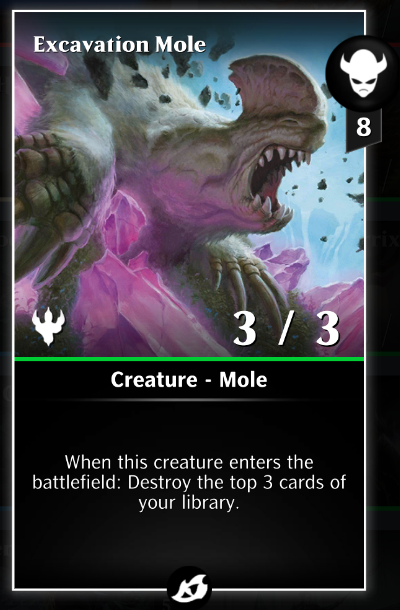 Excavation Mole
8
3 / 3
Creature - Mole
When this creature enters the
battlefield: Destroy the top 3 cards of
your library.